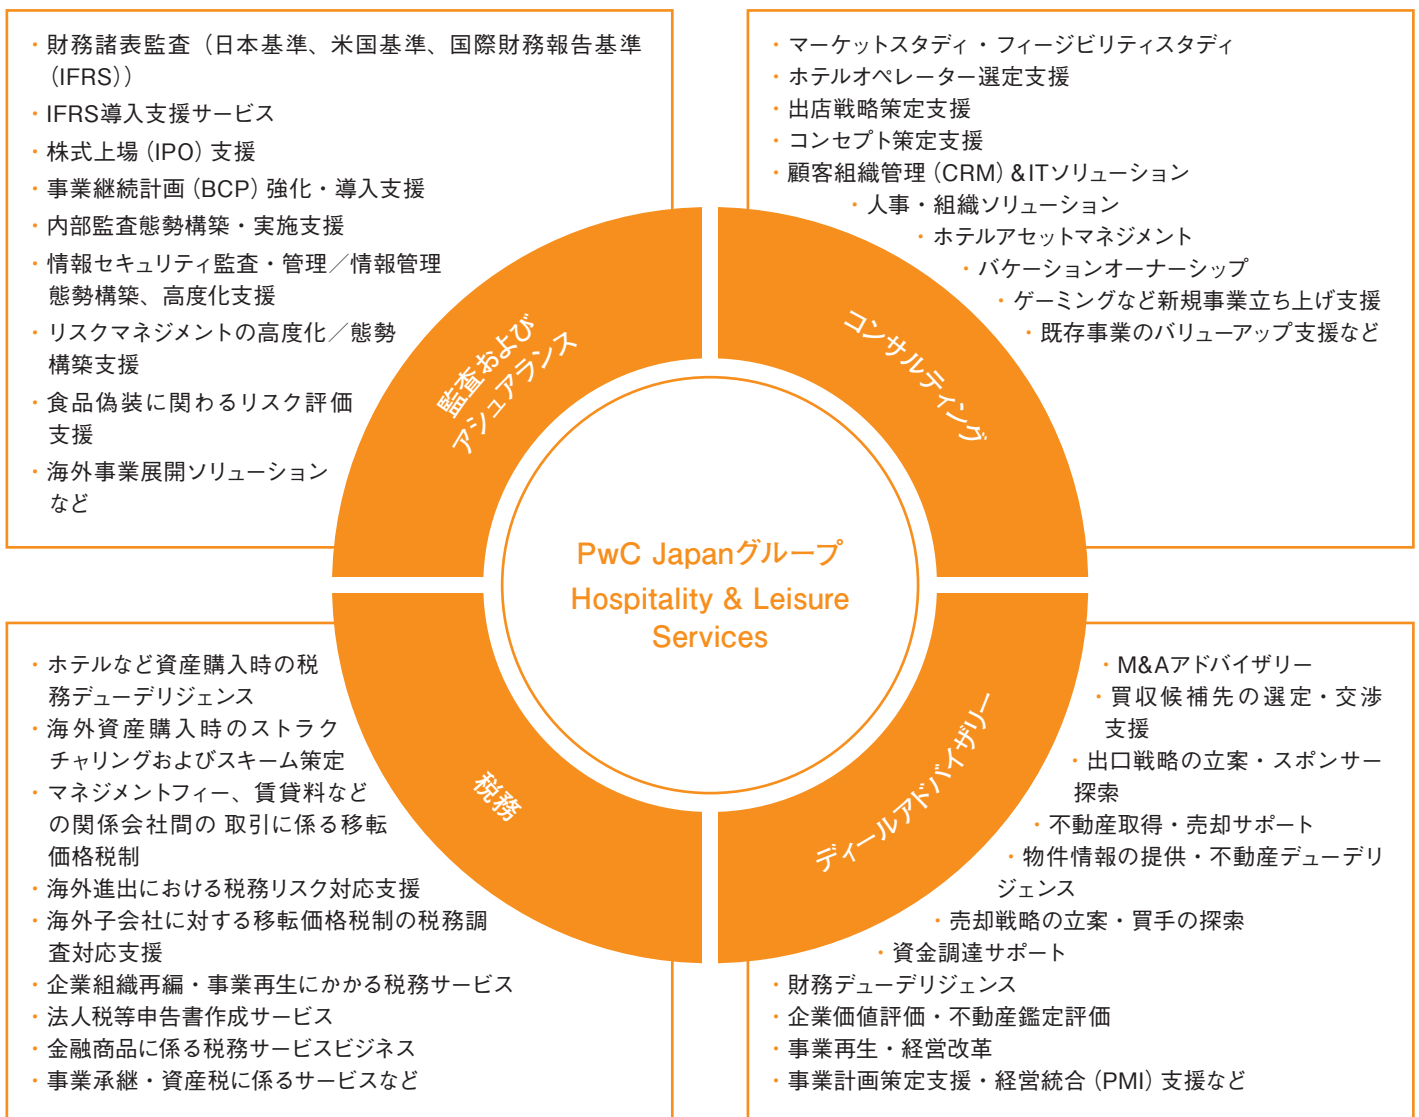 ・財務諸表監査（日本基準、米国基準、国際財務報告基準
（IFRS））
・IFRS導入支援サービス
・株式上場（IPO）支援
・事業継続計画（BCP）強化・導入支援
・内部監査態勢構築・実施支援
・情報セキュリティ監査・管理／情報管理
態勢構築、高度化支援
・リスクマネジメントの高度化／態勢
構築支援
・食品偽装に関わるリスク評価
支援
・海外事業展開ソリューション
など
監査および
アシュアランス
・マーケットスタディ・フィージビリティスタディ
・ホテルオペレーター選定支援
・出店戦略策定支援
・コンセプト策定支援
・顧客組織管理（CRM）&ITソリューション
・人事・組織ソリューション
・ホテルアセットマネジメント
・バケーションオーナーシップ
・ゲーミングなど新規事業立ち上げ支援
・既存事業のバリューアップ支援など
コンサルティング
PwC Japanグループ
Hospitality & Leisure
Services
・ホテルなど資産購入時の税
務デューデリジェンス
・海外資産購入時のストラク
チャリングおよびスキーム策定
・マネジメントフィー、賃貸料など
の関係会社間の 取引に係る移転
価格税制
・海外進出における税務リスク対応支援
・海外子会社に対する移転価格税制の税務調
査対応支援
・企業組織再編・事業再生にかかる税務サービス
・法人税等申告書作成サービス
・金融商品に係る税務サービスビジネス
・事業承継・資産税に係るサービスなど
税務
・M&Aアドバイザリー
・買収候補先の選定・交渉
支援
・出口戦略の立案・スポンサー
探索
・不動産取得・売却サポート
・物件情報の提供・不動産デューデリ
ジェンス
・売却戦略の立案・買手の探索
・資金調達サポート
・財務デューデリジェンス
・企業価値評価・不動産鑑定評価
・事業再生・経営改革
・事業計画策定支援・経営統合（PMI）支援など
ディールアドバイザリー